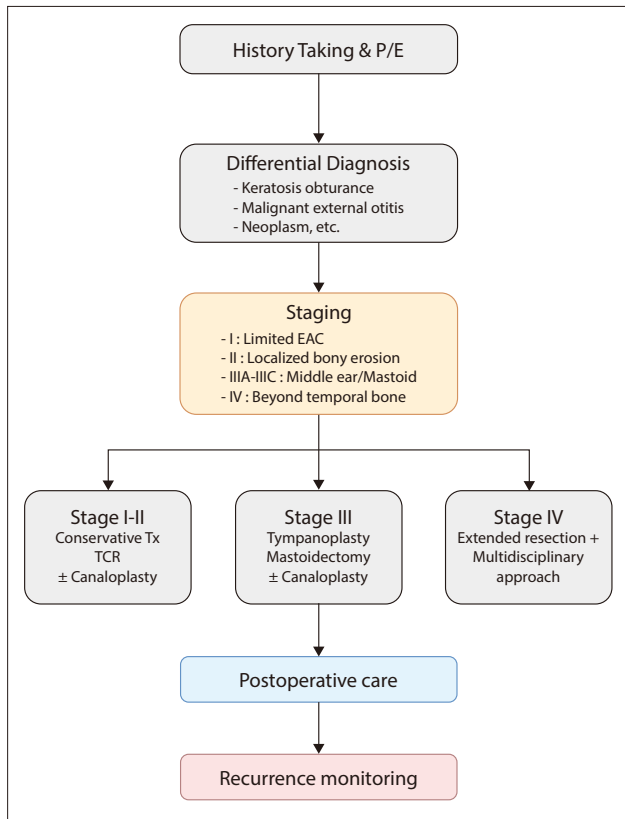 History Taking & P/E
Differential Diagnosis
- Keratosis obturance
- Malignant external otitis
- Neoplasm, etc.
Staging
- I : Limited EAC
- II : Localized bony erosion
- IIIA-IIIC : Middle ear/Mastoid
- IV : Beyond temporal bone
Stage I-II
Conservative Tx
TCR
± Canaloplasty
Stage III
Tympanoplasty
Mastoidectomy
± Canaloplasty
Stage IV
Extended resection +
Multidisciplinary
approach
Postoperative care
Recurrence monitoring